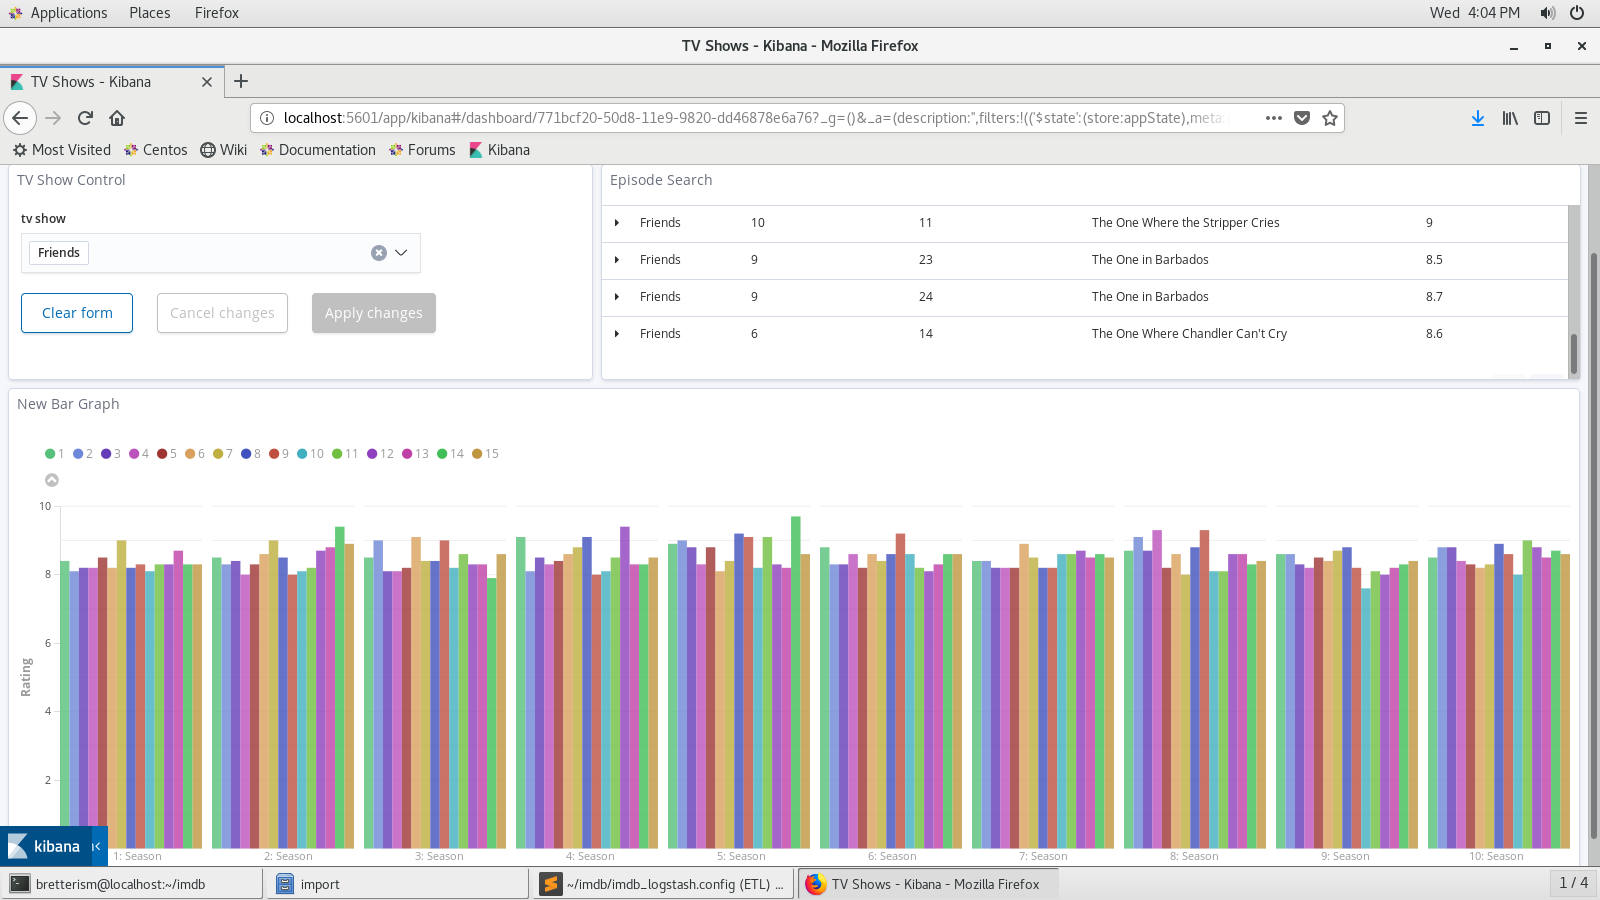 Applications Places Firefox Wed 4:04 PM
TV Shows - Kibana - Mozilla Firefox
TV Shows - Kibana
localhost:5601/app/kibana#/dashboard/771bcf20-50d8-11e9-9820-dd46878e6a76?_g=()&_a=(description:'',filters:!(('$state':(store:appState),meta:
Most Visited Centos Wiki Documentation Forums Kibana
TV Show Control
tv show
Friends
Clear form Cancel changes Apply changes
Episode Search
Friends 10 11 The One Where the Stripper Cries 9
Friends 9 23 The One in Barbados 8.5
Friends 9 24 The One in Barbados 8.7
Friends 6 14 The One Where Chandler Can't Cry 8.6
New Bar Graph
1 2 3 4 5 6 7 8 9 10 11 12 13 14 15
10
8
6
4
2
Rating
1: Season 2: Season 3: Season 4: Season 5: Season 6: Season 7: Season 8: Season 9: Season 10: Season
kibana
bretterism@localhost:~/imdb import ~/imdb/imdb_logstash.config (ETL) ... TV Shows - Kibana - Mozilla Firefox 1 / 4